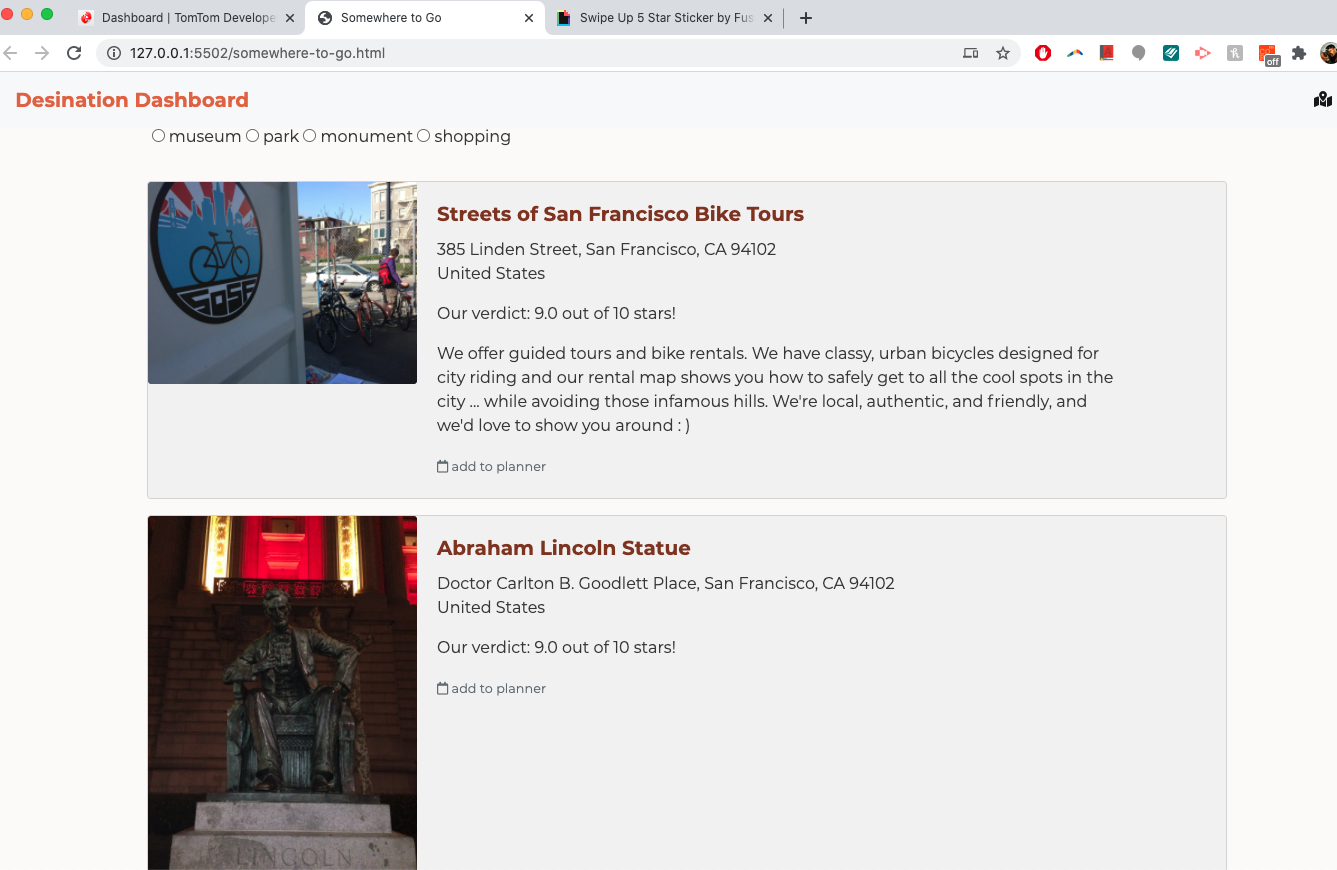 Dashboard | TomTom Develope
Somewhere to Go
Swipe Up 5 Star Sticker by Fus
127.0.0.1:5502/somewhere-to-go.html
off
Desination Dashboard
museum park monument shopping
SOSF
Streets of San Francisco Bike Tours
385 Linden Street, San Francisco, CA 94102
United States
Our verdict: 9.0 out of 10 stars!
We offer guided tours and bike rentals. We have classy, urban bicycles designed for
city riding and our rental map shows you how to safely get to all the cool spots in the
city ... while avoiding those infamous hills. We're local, authentic, and friendly, and
we'd love to show you around : )
add to planner
Abraham Lincoln Statue
Doctor Carlton B. Goodlett Place, San Francisco, CA 94102
United States
Our verdict: 9.0 out of 10 stars!
add to planner
LINCOLN